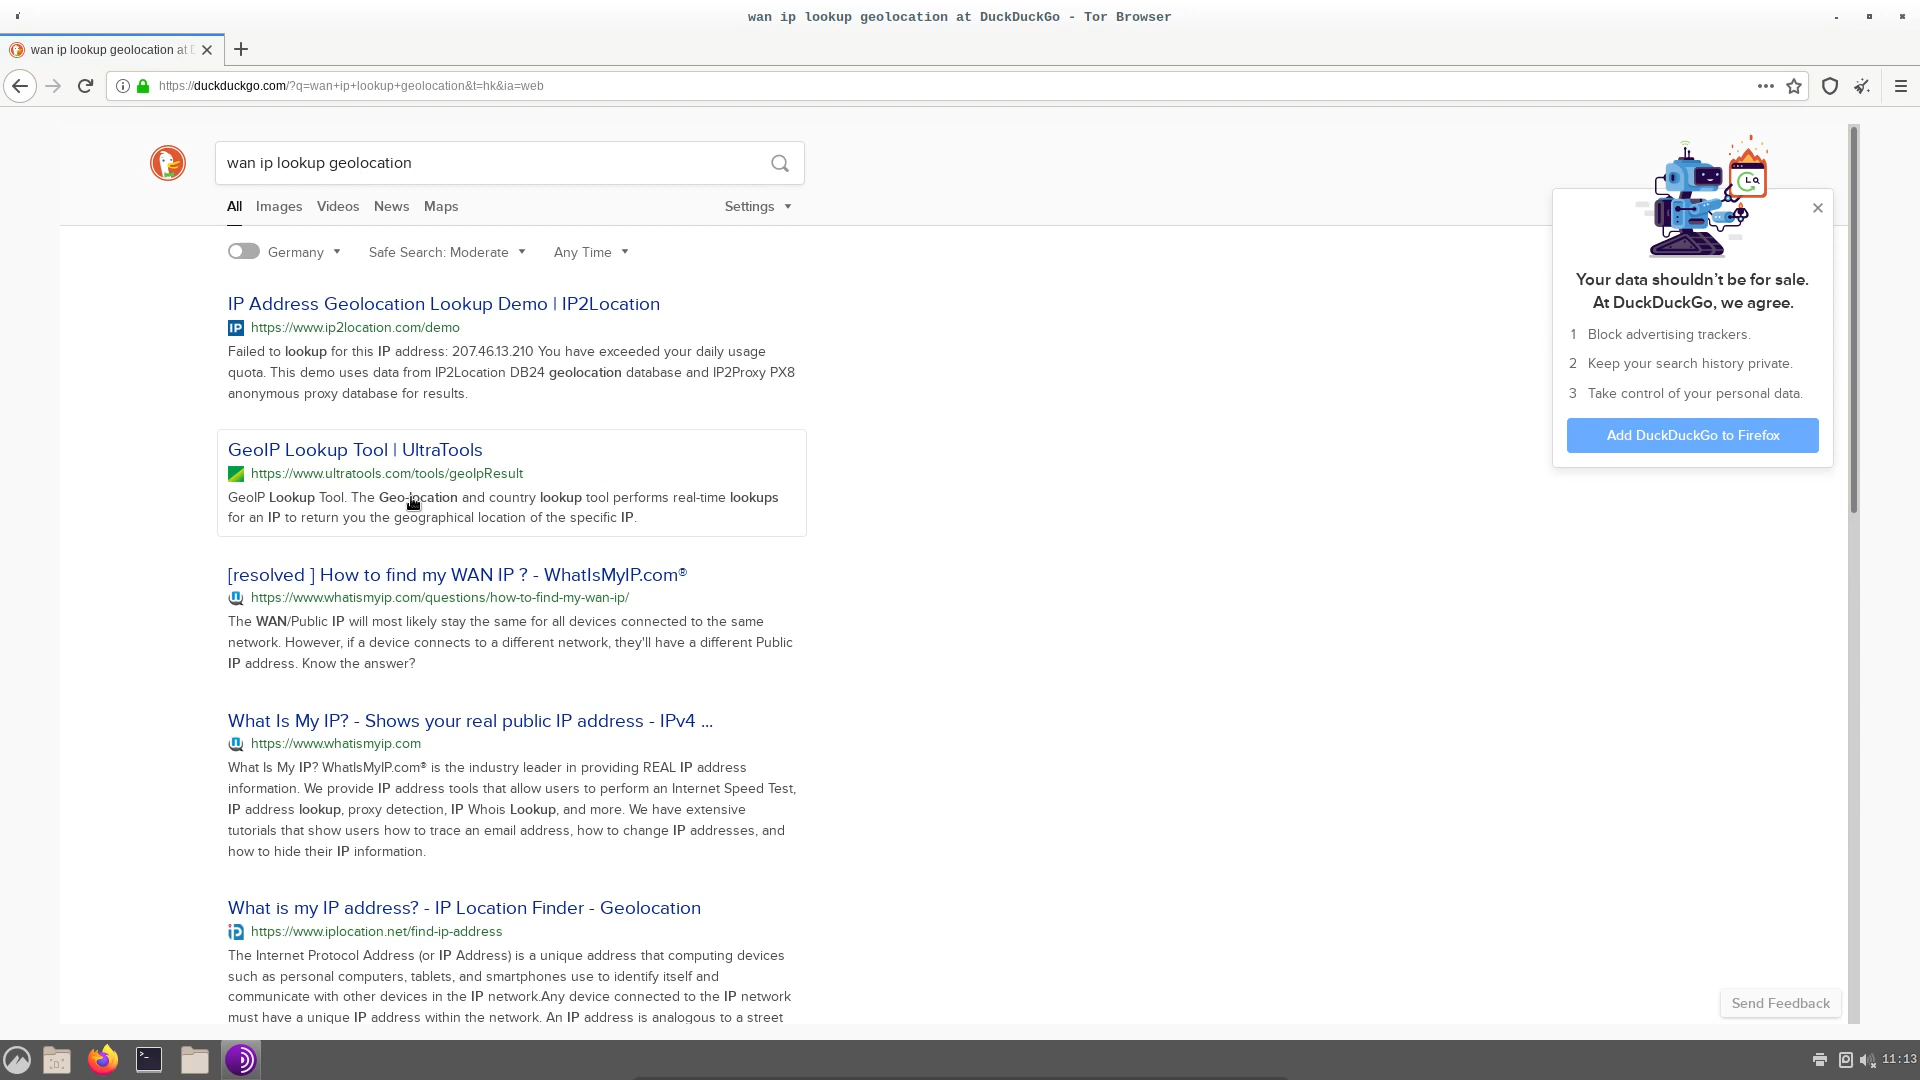 wan ip lookup geolocation at DuckDuckGo - Tor Browser
wan ip lookup geolocation at
https://duckduckgo.com/?q=wan+ip+lookup+geolocation&t=hk&ia=web
wan ip lookup geolocation
All Images Videos News Maps Settings
Germany Safe Search: Moderate Any Time
IP Address Geolocation Lookup Demo | IP2Location
IP https://www.ip2location.com/demo
Failed to lookup for this IP address: 207.46.13.210 You have exceeded your daily usage
quota. This demo uses data from IP2Location DB24 geolocation database and IP2Proxy PX8
anonymous proxy database for results.
GeoIP Lookup Tool | UltraTools
https://www.ultratools.com/tools/geoIpResult
GeoIP Lookup Tool. The Geo-location and country lookup tool performs real-time lookups
for an IP to return you the geographical location of the specific IP.
[resolved ] How to find my WAN IP ? - WhatIsMyIP.com®
https://www.whatismyip.com/questions/how-to-find-my-wan-ip/
The WAN/Public IP will most likely stay the same for all devices connected to the same
network. However, if a device connects to a different network, they'll have a different Public
IP address. Know the answer?
What Is My IP? - Shows your real public IP address - IPv4 ...
https://www.whatismyip.com
What Is My IP? WhatIsMyIP.com® is the industry leader in providing REAL IP address
information. We provide IP address tools that allow users to perform an Internet Speed Test,
IP address lookup, proxy detection, IP Whois Lookup, and more. We have extensive
tutorials that show users how to trace an email address, how to change IP addresses, and
how to hide their IP information.
What is my IP address? - IP Location Finder - Geolocation
https://www.iplocation.net/find-ip-address
The Internet Protocol Address (or IP Address) is a unique address that computing devices
such as personal computers, tablets, and smartphones use to identify itself and
communicate with other devices in the IP network.Any device connected to the IP network
must have a unique IP address within the network. An IP address is analogous to a street
Your data shouldn’t be for sale.
At DuckDuckGo, we agree.
1 Block advertising trackers.
2 Keep your search history private.
3 Take control of your personal data.
Add DuckDuckGo to Firefox
Send Feedback
11:13